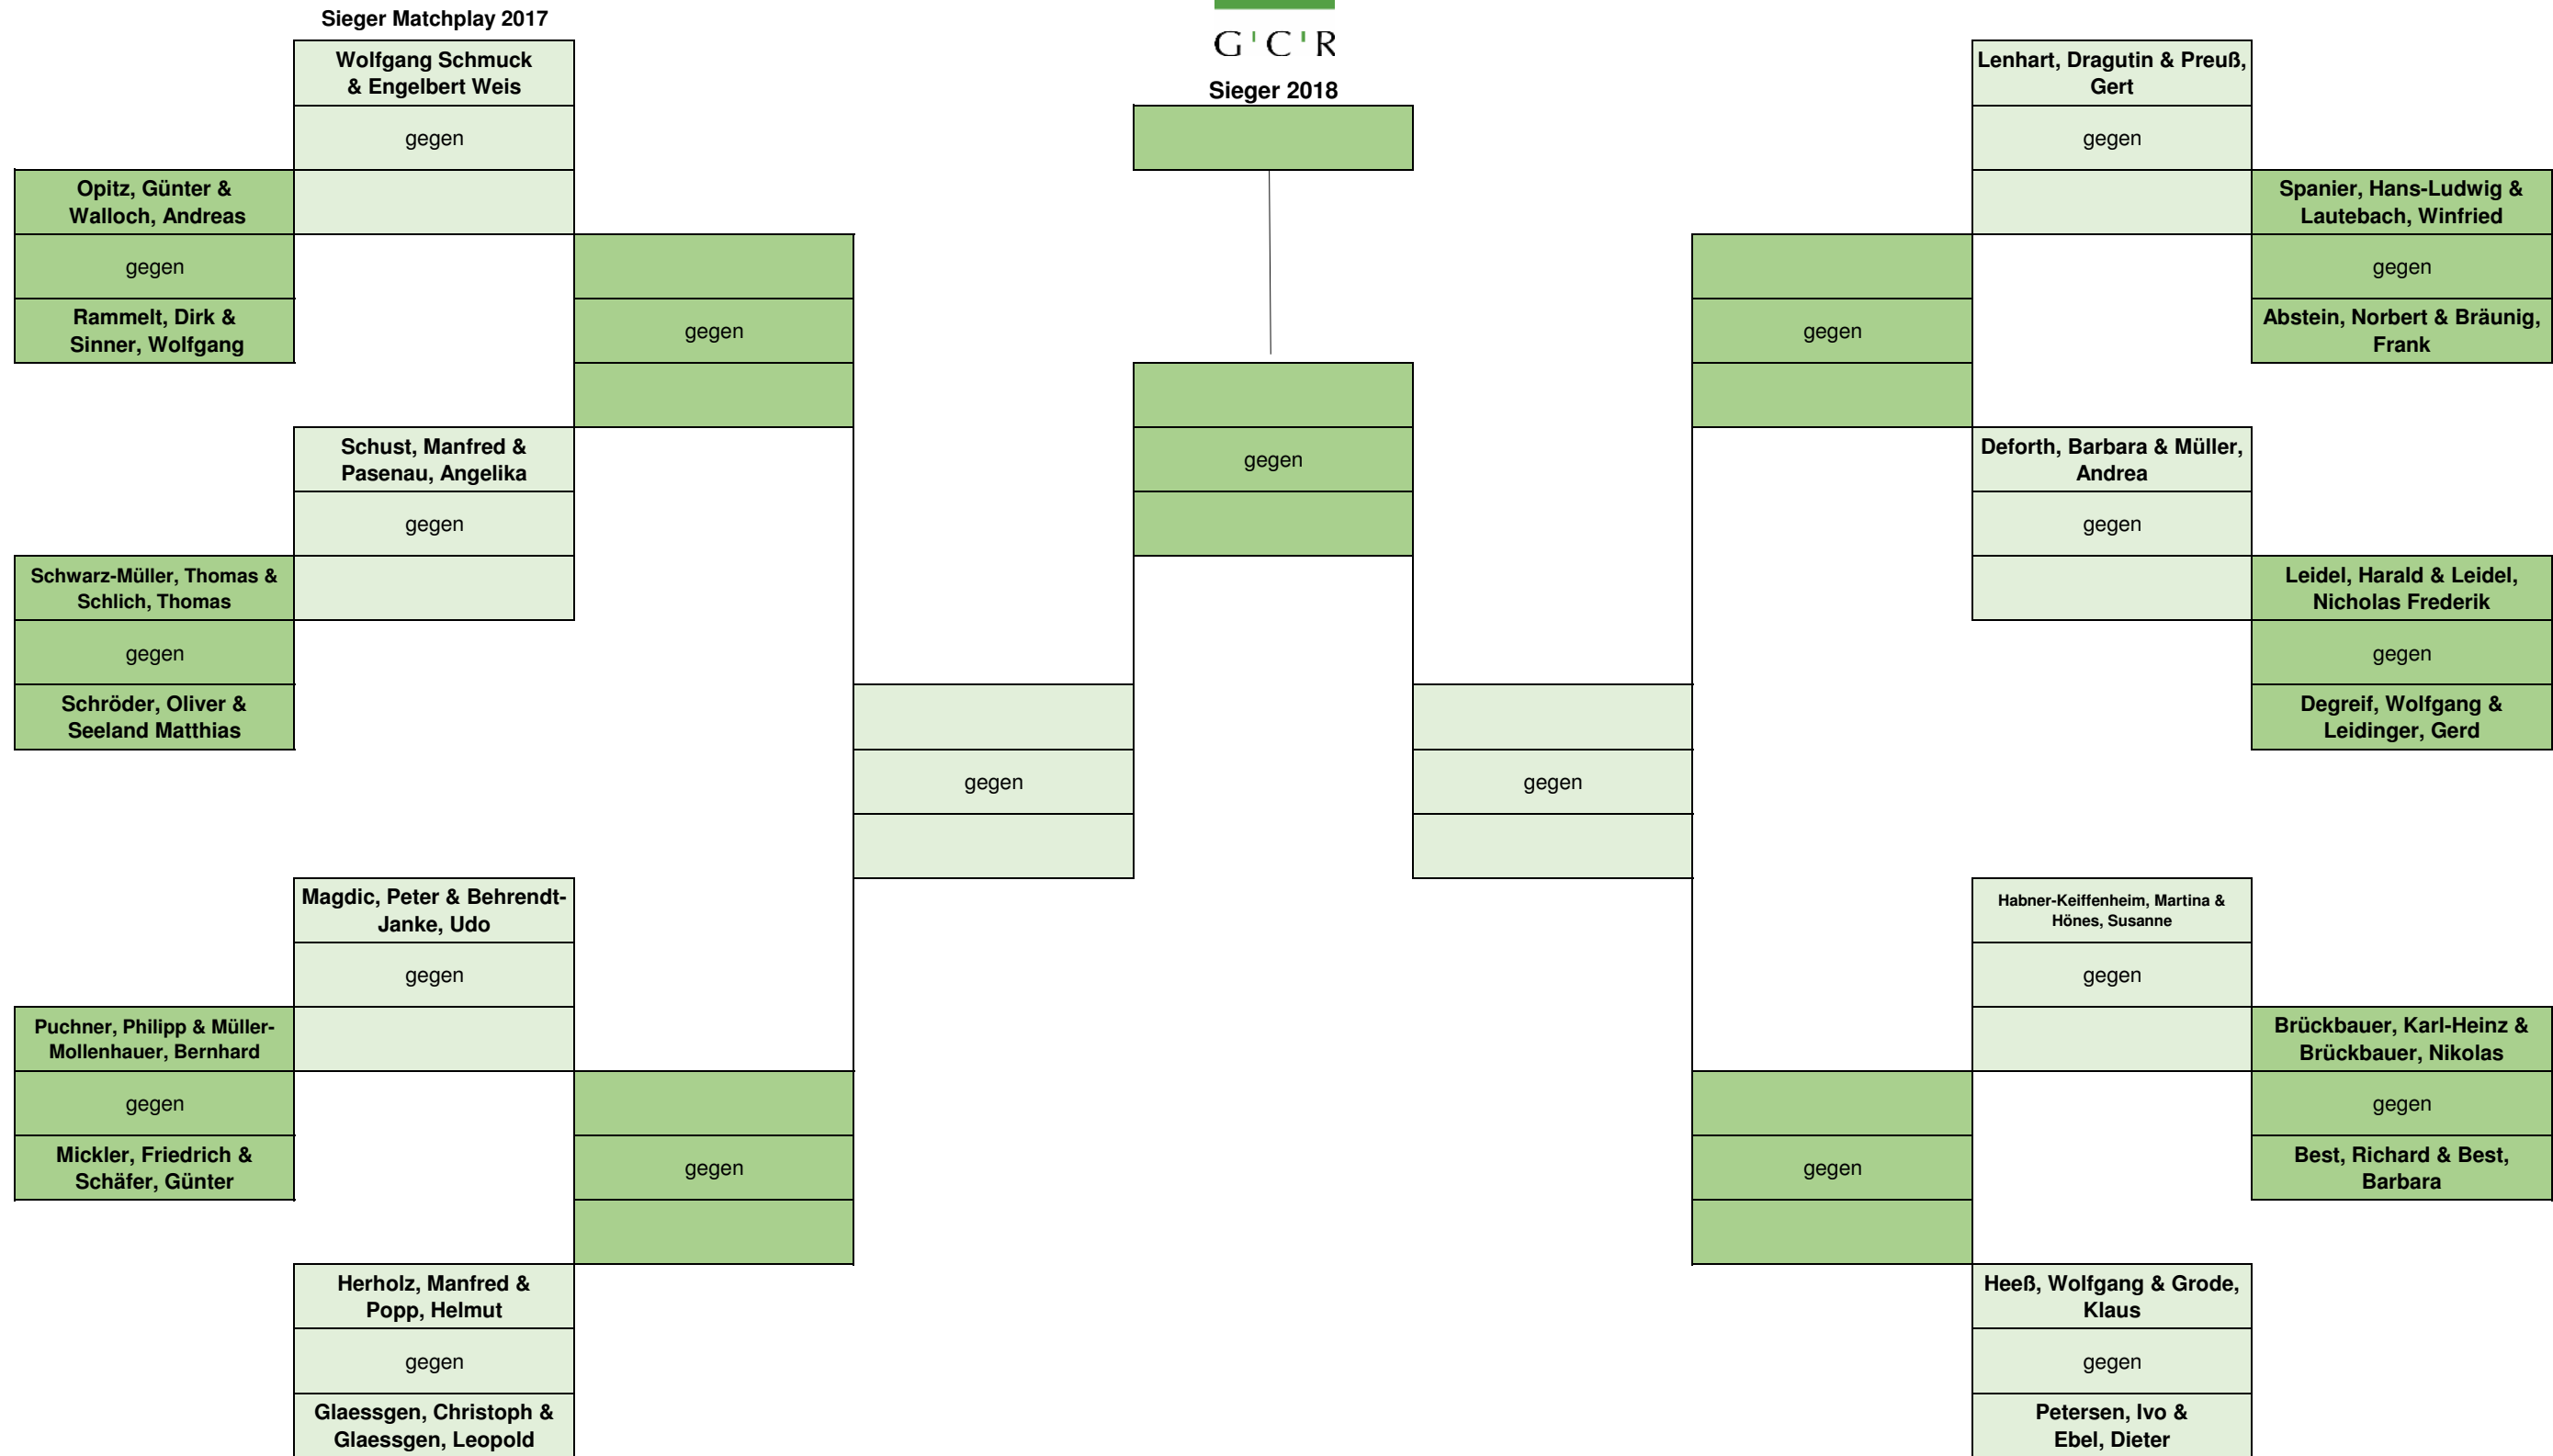 Sieger Matchplay 2017
Wolfgang Schmuck
& Engelbert Weis
gegen
Opitz, Günter &
Walloch, Andreas
gegen
Rammelt, Dirk &
Sinner, Wolfgang
gegen
Schust, Manfred &
Pasenau, Angelika
gegen
Schwarz-Müller, Thomas &
Schlich, Thomas
gegen
Schröder, Oliver &
Seeland Matthias
gegen
Magdic, Peter & Behrendt-
Janke, Udo
gegen
Puchner, Philipp & Müller-
Mollenhauer, Bernhard
gegen
Mickler, Friedrich &
Schäfer, Günter
gegen
Herholz, Manfred &
Popp, Helmut
gegen
Glaessgen, Christoph &
Glaessgen, Leopold
G'C'R
Sieger 2018
gegen
gegen
Lenhart, Dragutin & Preuß,
Gert
gegen
Spanier, Hans-Ludwig &
Lautebach, Winfried
gegen
Abstein, Norbert & Bräunig,
Frank
gegen
Deforth, Barbara & Müller,
Andrea
gegen
Leidel, Harald & Leidel,
Nicholas Frederik
gegen
Degreif, Wolfgang &
Leidinger, Gerd
Habner-Keiffenheim, Martina &
Hönes, Susanne
gegen
Brückbauer, Karl-Heinz &
Brückbauer, Nikolas
gegen
Best, Richard & Best,
Barbara
gegen
Heeß, Wolfgang & Grode,
Klaus
gegen
Petersen, Ivo &
Ebel, Dieter